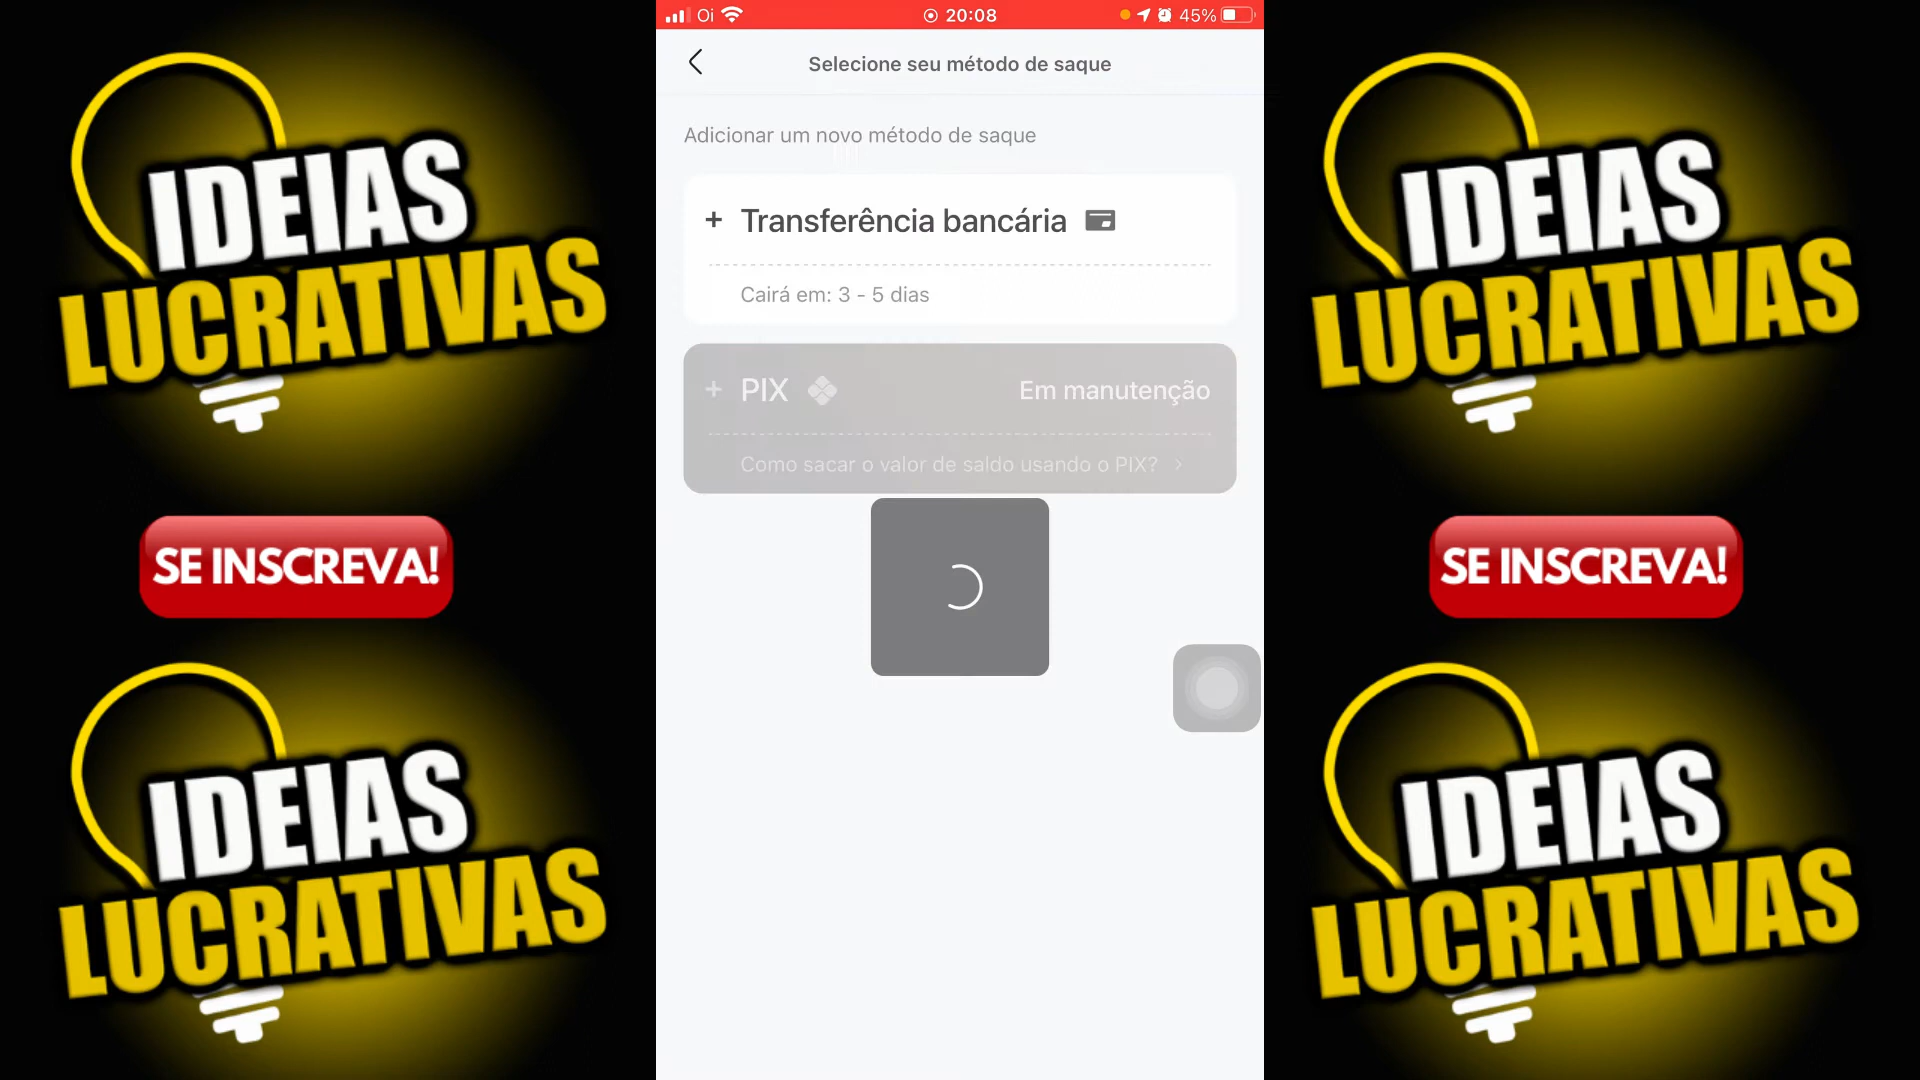 Oi
20:08
45%
Selecione seu método de saque
Adicionar um novo método de saque
+ Transferência bancária
Cairá em: 3 - 5 dias
+ PIX
Em manutenção
Como sacar o valor de saldo usando o PIX? >
IDEIAS
LUCRATIVAS
SE INSCREVA!
IDEIAS
LUCRATIVAS
IDEIAS
LUCRATIVAS
SE INSCREVA!
IDEIAS
LUCRATIVAS